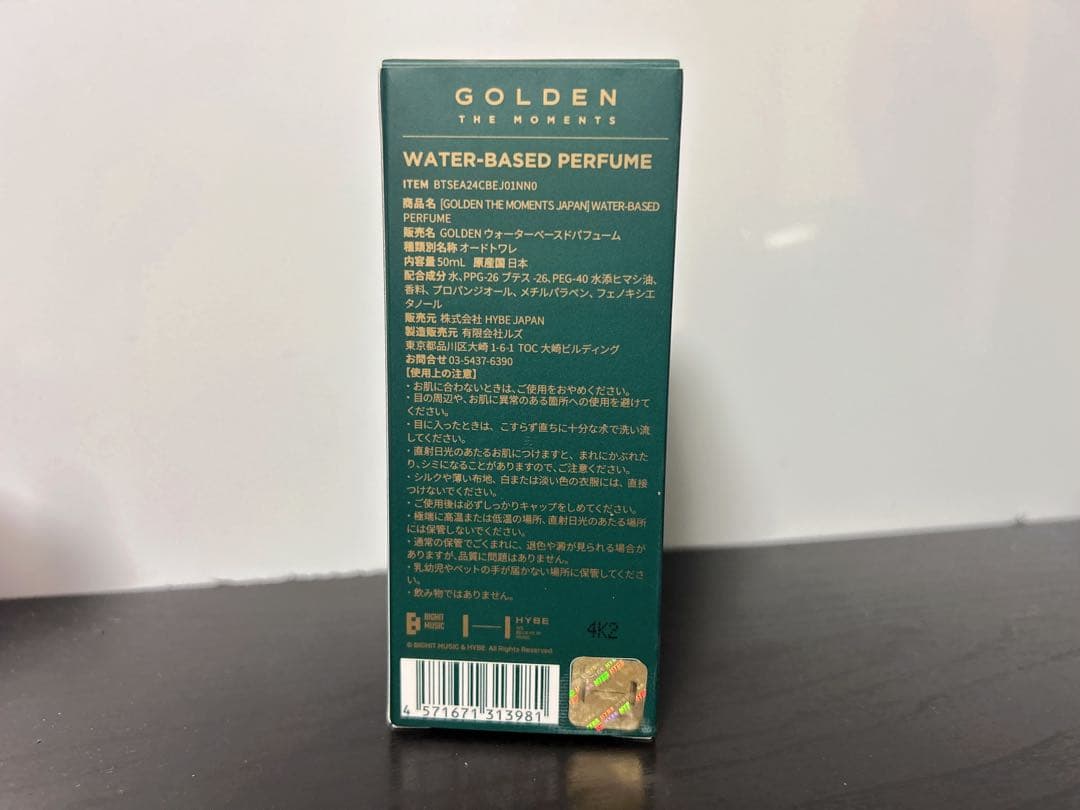 GOLDEN
THE MOMENTS
WATER-BASED PERFUME
ITEM BTSEA24CBEJ01NN0
商品名 [GOLDEN THE MOMENTS JAPAN] WATER-BASED
PERFUME
販売名 GOLDEN ウォーターベースドパフューム
種類別名称 オードトワレ
内容量 50mL 原産国 日本
配合成分 水、PPG-26 ブテス -26、PEG-40 水添ヒマシ油、
香料、プロパンジオール、メチルパラベン、フェノキシエ
タノール
販売元 株式会社 HYBE JAPAN
製造販売元 有限会社ルズ
東京都品川区大崎 1-6-1 TOC 大崎ビルディング
お問合せ 03-5437-6390
【使用上の注意】
・お肌に合わないときは、ご使用をおやめください。
・目の周辺や、お肌に異常のある箇所への使用を避けて
ください。
・目に入ったときは、こすらず直ちに十分な水で洗い流
してください。
・直射日光のあたるお肌につけますと、まれにかぶれた
り、シミになることがありますので、ご注意ください。
・シルクや薄い布地、白または淡い色の衣服には、直接
つけないでください。
・ご使用後は必ずしっかりキャップをしめてください。
・極端に高温または低温の場所、直射日光のあたる場所
には保管しないでください。
・通常の保管でごくまれに、退色や澱が見られる場合が
ありますが、品質に問題はありません。
・乳幼児やペットの手が届かない場所に保管してくださ
い。
・飲み物ではありません。
BIGHIT
MUSIC
HYBE
4K2
© BIGHIT MUSIC & HYBE. All Rights Reserved.
4 571671 313981